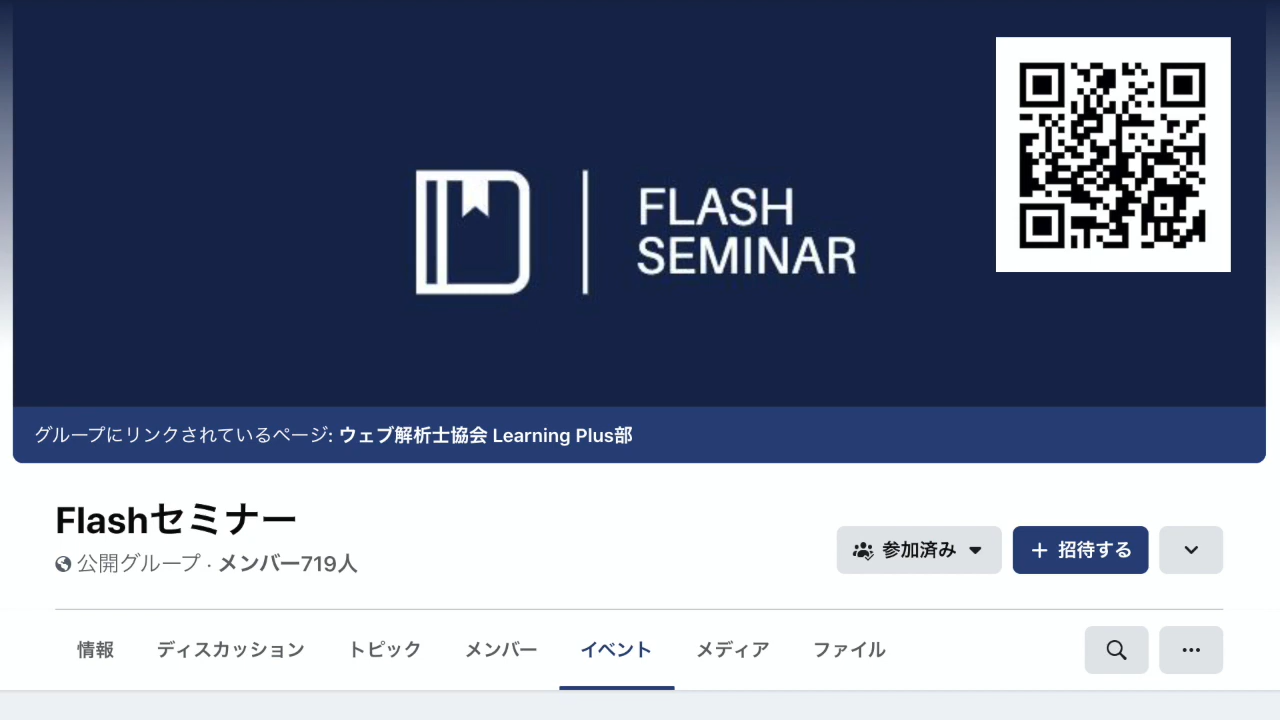 FLASH
SEMINAR
グループにリンクされているページ: ウェブ解析士協会 Learning Plus部
Flashセミナー
公開グループ · メンバー719人
参加済み
+ 招待する
情報 ディスカッション トピック メンバー イベント メディア ファイル